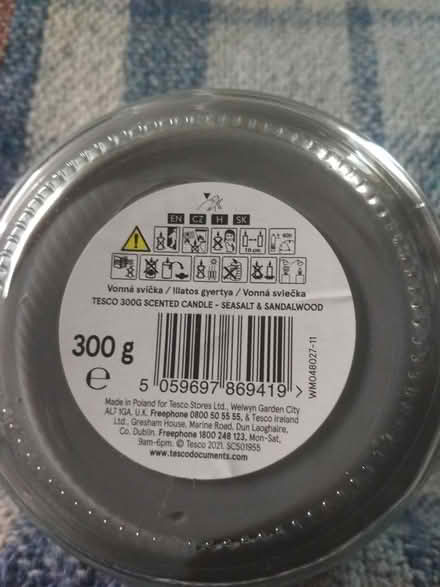 EN CZ H SK
10 cm
Vonná svíčka / Illatos gyertya / Vonná sviečka
TESCO 300G SCENTED CANDLE - SEASALT & SANDALWOOD
300 g
e
5 059697 869419 >
WM048027-11
Made in Poland for Tesco Stores Ltd., Welwyn Garden City
AL7 1GA, U.K. Freephone 0800 50 55 55, & Tesco Ireland
Ltd., Gresham House, Marine Road, Dun Laoghaire,
Co. Dublin. Freephone 1800 248 123, Mon-Sat,
9am-6pm. © Tesco 2021. SC501955
www.tescodocuments.com